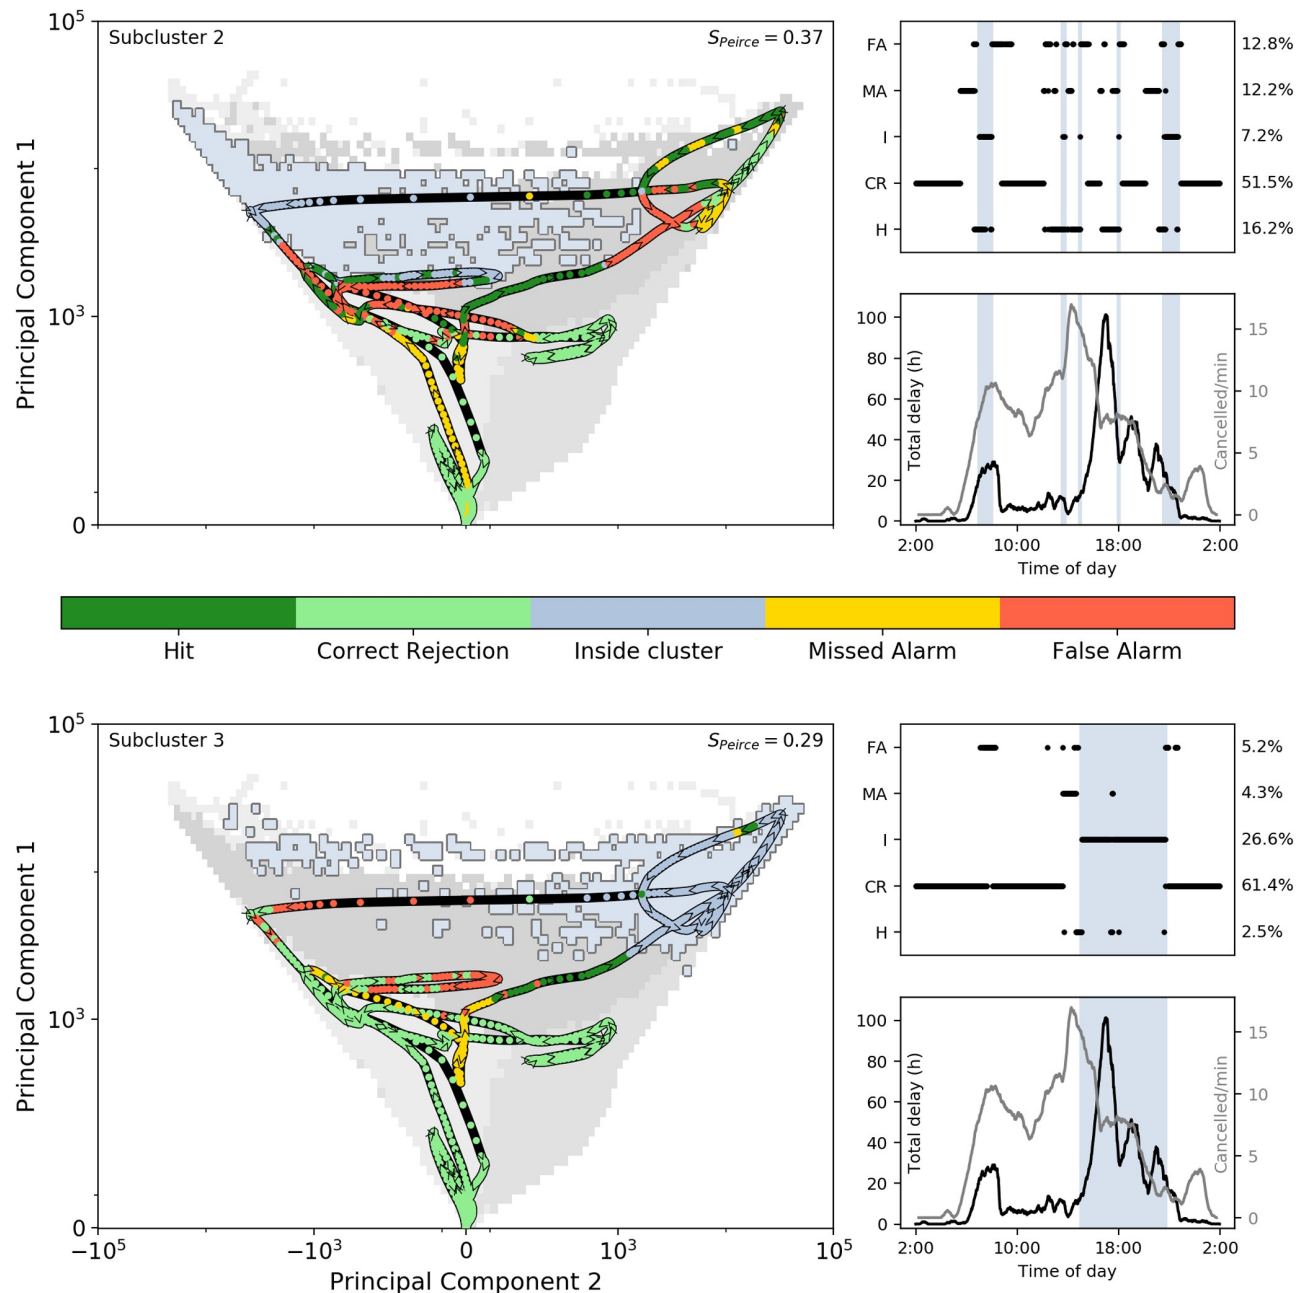 10^5
Subcluster 2
S_Peirce = 0.37
Principal Component 1
10^3
0
FA
MA
I
CR
H
12.8%
12.2%
7.2%
51.5%
16.2%
Total delay (h)
100
80
60
40
20
0
Cancelled/min
15
10
5
0
2:00 10:00 18:00 2:00
Time of day
Hit Correct Rejection Inside cluster Missed Alarm False Alarm
10^5
Subcluster 3
S_Peirce = 0.29
Principal Component 1
10^3
0
−10^5 −10^3 0 10^3 10^5
Principal Component 2
FA
MA
I
CR
H
5.2%
4.3%
26.6%
61.4%
2.5%
Total delay (h)
100
80
60
40
20
0
Cancelled/min
15
10
5
0
2:00 10:00 18:00 2:00
Time of day